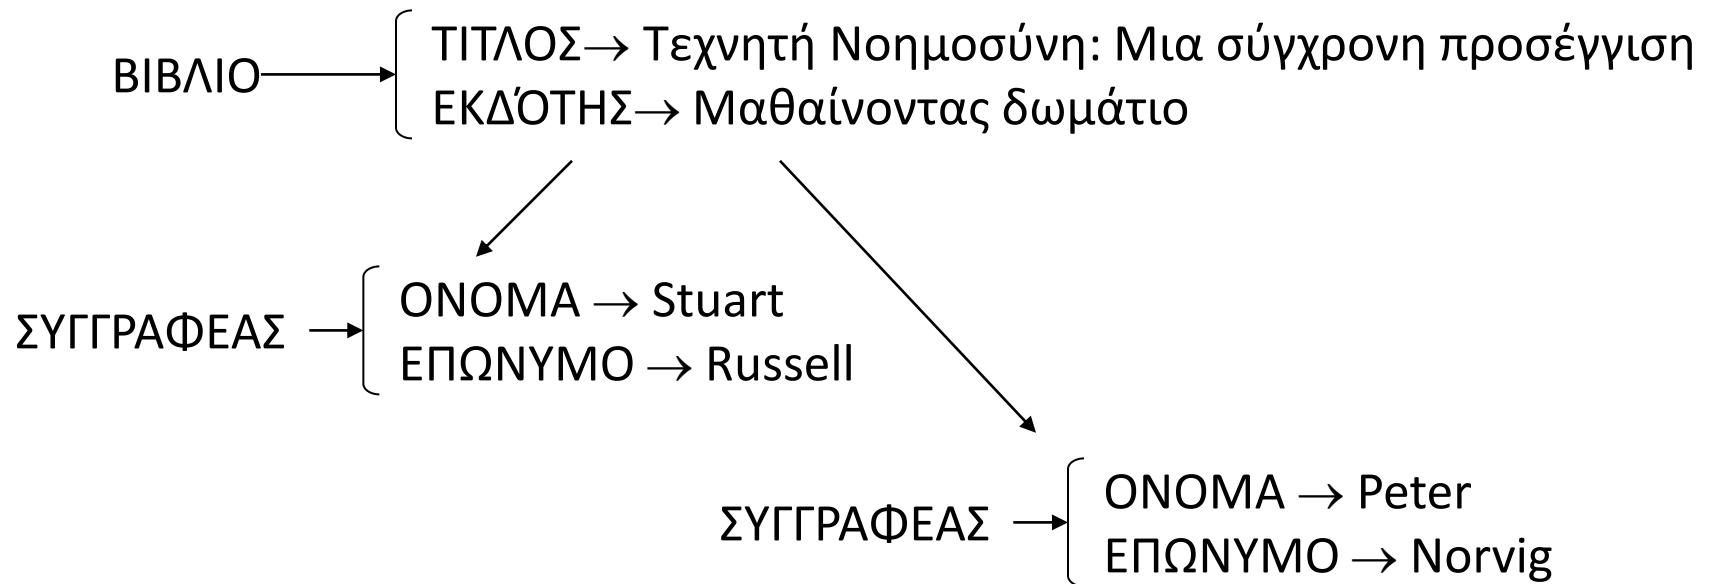 ΒΙΒΛΙΟ
ΤΙΤΛΟΣ→ Τεχνητή Νοημοσύνη: Μια σύγχρονη προσέγγιση
ΕΚΔΌΤΗΣ→ Μαθαίνοντας δωμάτιο
ΣΥΓΓΡΑΦΕΑΣ
ΟΝΟΜΑ → Stuart
ΕΠΩΝΥΜΟ → Russell
ΣΥΓΓΡΑΦΕΑΣ
ΟΝΟΜΑ → Peter
ΕΠΩΝΥΜΟ → Norvig